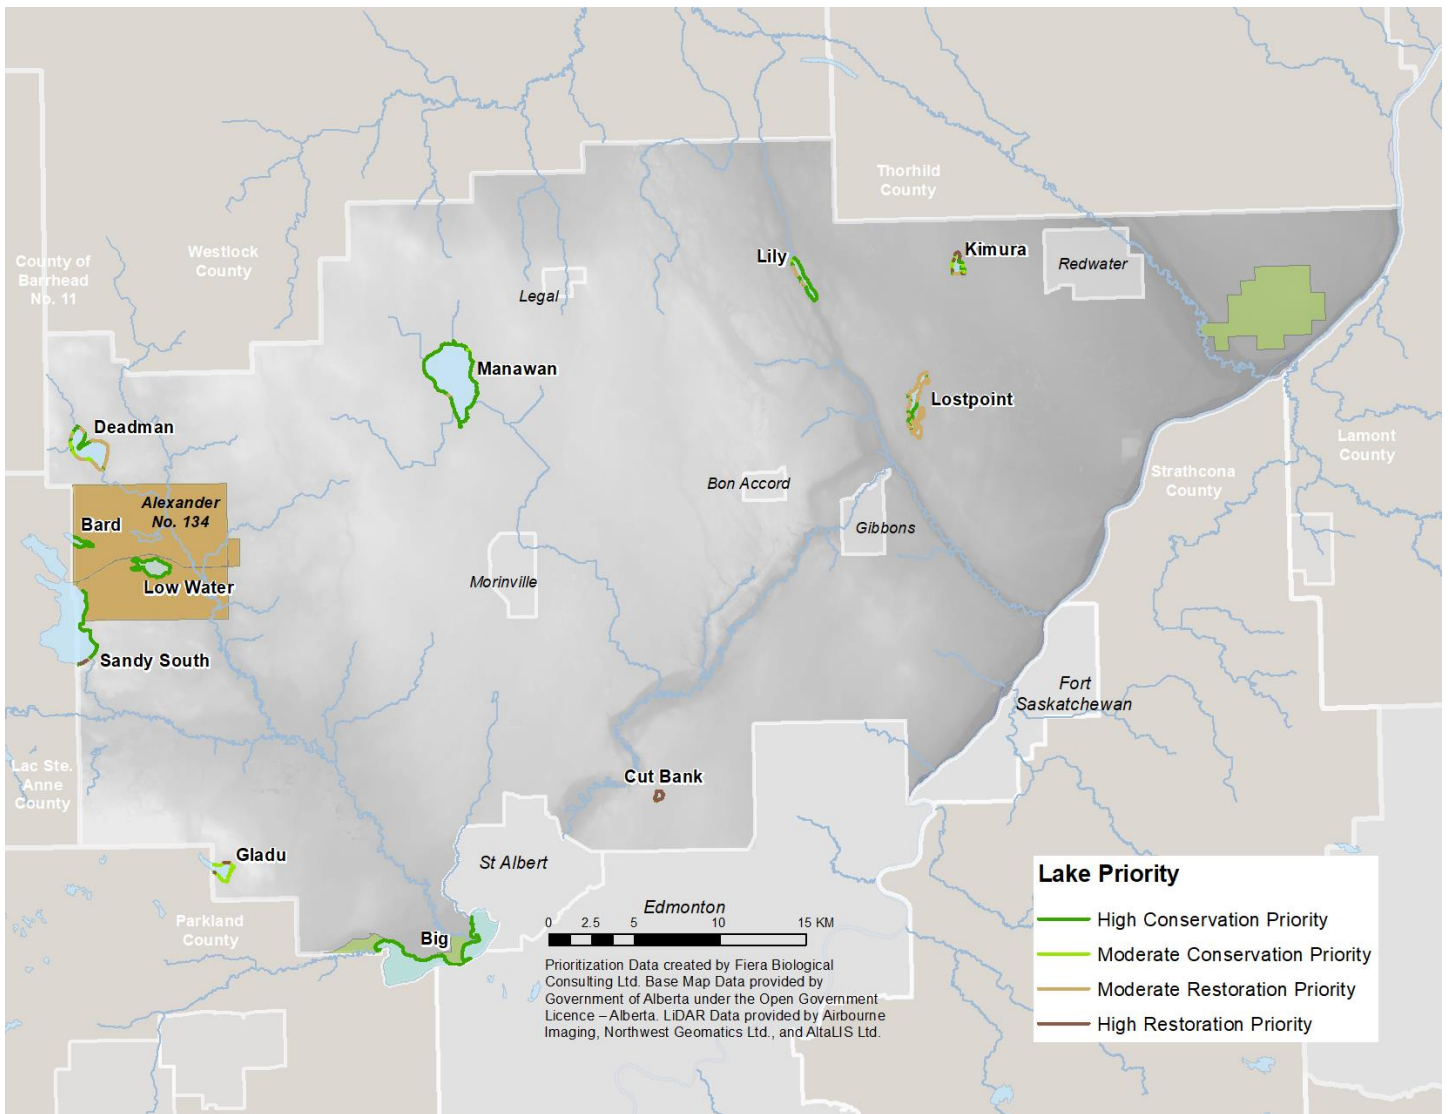 Thorhild
County
Westlock
County
County of
Barrhead
No. 11
Lily
Kimura
Redwater
Legal
Manawan
Lostpoint
Deadman
Lamont
County
Strathcona
County
Bon Accord
Alexander
No. 134
Bard
Gibbons
Morinville
Low Water
Sandy South
Fort
Saskatchewan
Lac Ste.
Anne
County
Cut Bank
Gladu
St Albert
Parkland
County
Edmonton
Big
0 2.5 5 10 15 KM
Prioritization Data created by Fiera Biological
Consulting Ltd. Base Map Data provided by
Government of Alberta under the Open Government
Licence – Alberta. LiDAR Data provided by Airbourne
Imaging, Northwest Geomatics Ltd., and AltaLIS Ltd.
Lake Priority
High Conservation Priority
Moderate Conservation Priority
Moderate Restoration Priority
High Restoration Priority